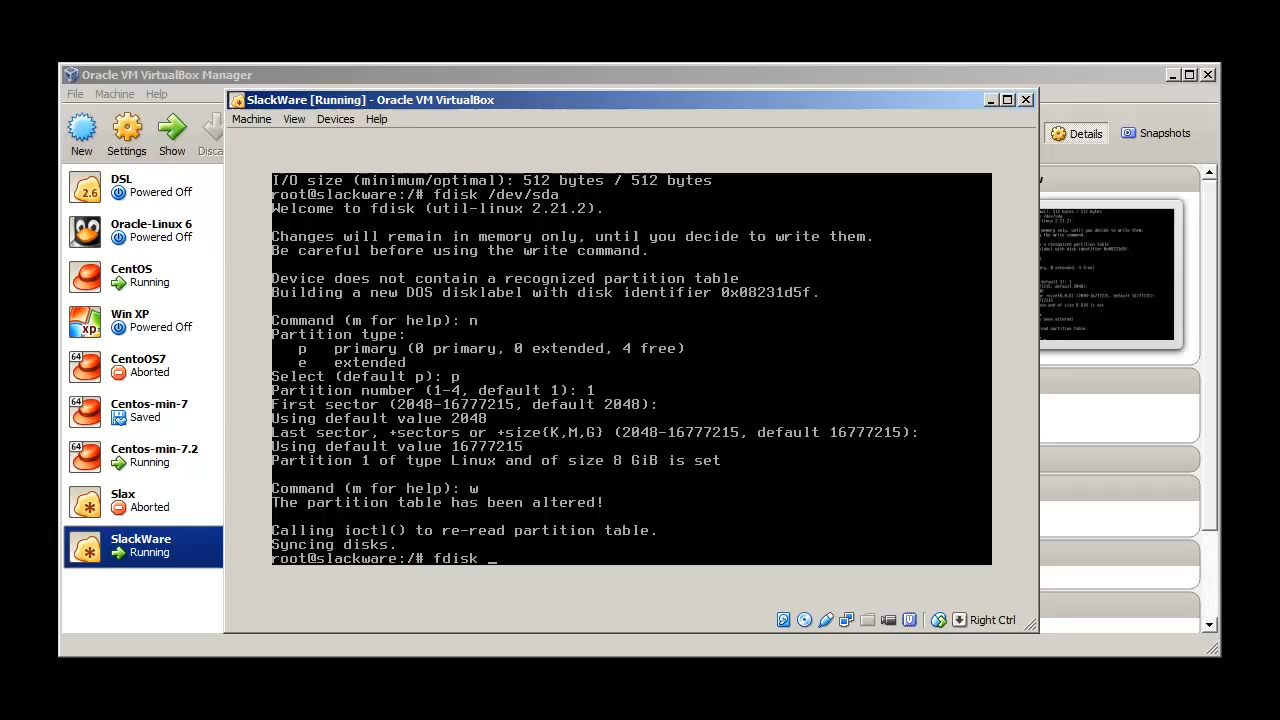 Oracle VM VirtualBox Manager
File Machine Help
New Settings Show Disca
Details Snapshots
DSL
Powered Off
Oracle-Linux 6
Powered Off
CentOS
Running
Win XP
Powered Off
CentoOS7
Aborted
Centos-min-7
Saved
Centos-min-7.2
Running
Slax
Aborted
SlackWare
Running
2.6
xp
64
64
64
SlackWare [Running] - Oracle VM VirtualBox
Machine View Devices Help
I/O size (minimum/optimal): 512 bytes / 512 bytes
root@slackware:/# fdisk /dev/sda
Welcome to fdisk (util-linux 2.21.2).
Changes will remain in memory only, until you decide to write them.
Be careful before using the write command.
Device does not contain a recognized partition table
Building a new DOS disklabel with disk identifier 0x08231d5f.
Command (m for help): n
Partition type:
p primary (0 primary, 0 extended, 4 free)
e extended
Select (default p): p
Partition number (1-4, default 1): 1
First sector (2048-16777215, default 2048):
Using default value 2048
Last sector, +sectors or +size{K,M,G} (2048-16777215, default 16777215):
Using default value 16777215
Partition 1 of type Linux and of size 8 GiB is set
Command (m for help): w
The partition table has been altered!
Calling ioctl() to re-read partition table.
Syncing disks.
root@slackware:/# fdisk _
Right Ctrl